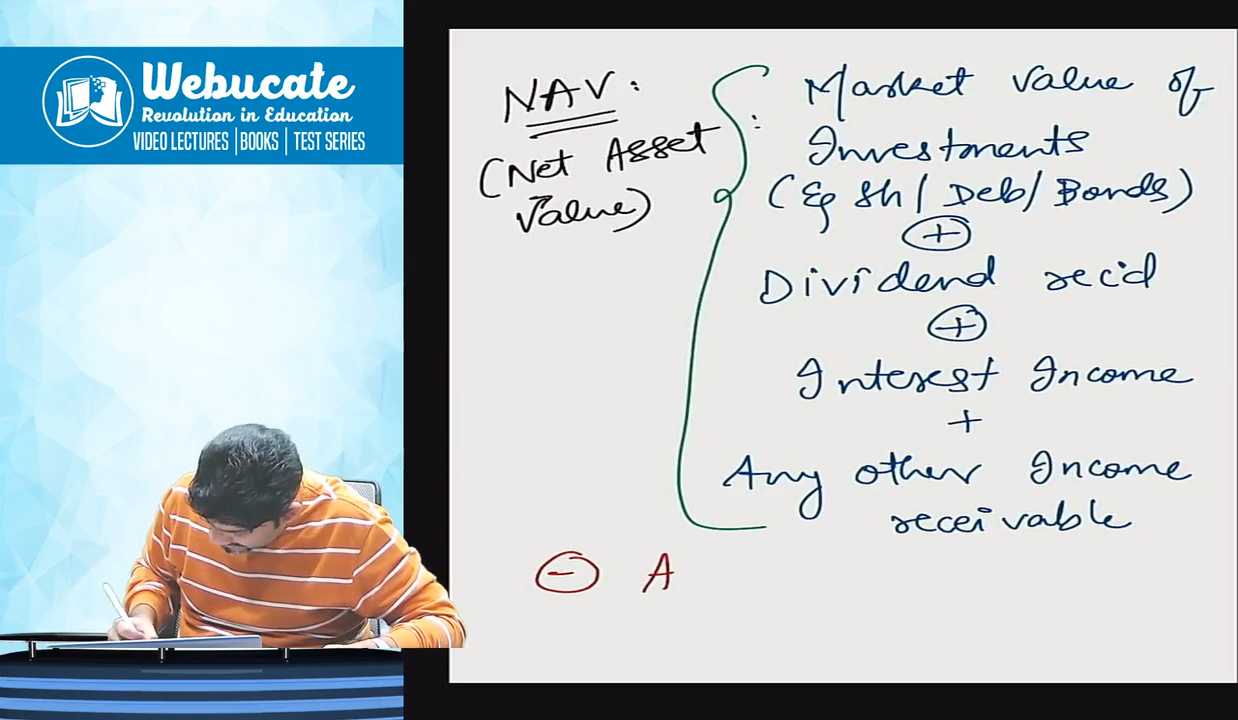 Webucate
Revolution in Education
VIDEO LECTURES | BOOKS | TEST SERIES
NAV :
(Net Asset Value) :
Market Value of
Investments
(Eq Sh / Deb / Bonds)
+
Dividend recd
+
Interest Income
+
Any other Income
receivable
- A